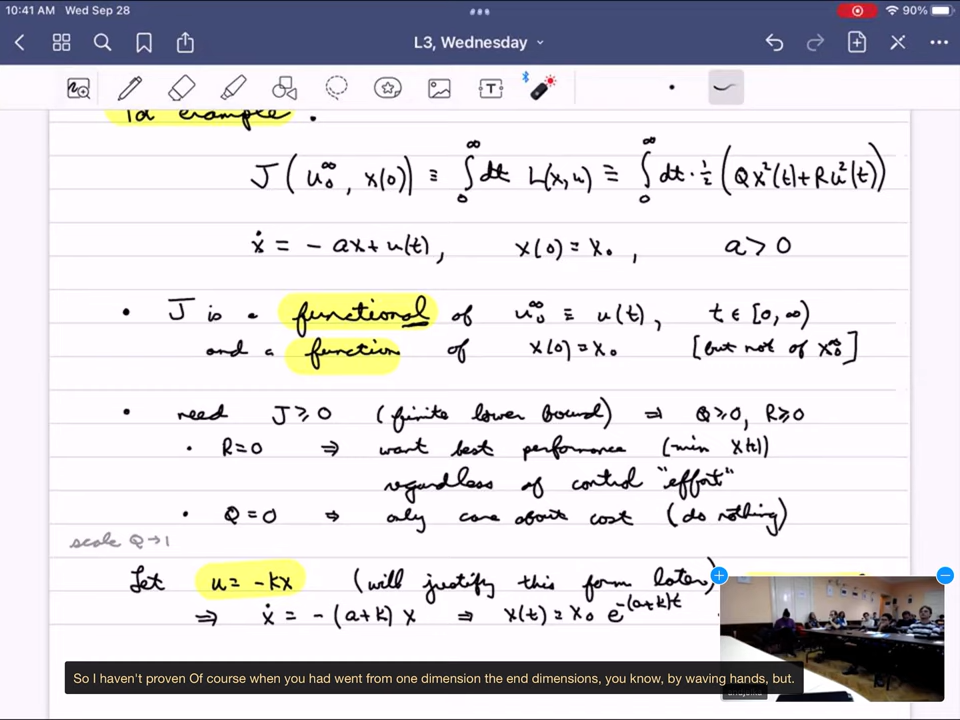 10:41 AM Wed Sep 28
90%
L3, Wednesday
T
1d example.
J(u₀^∞, x(0)) ≡ ∫₀^∞ dt L(x,u) ≡ ∫₀^∞ dt · ½ (Qx²(t)+Ru²(t))
ẋ = -ax+u(t), x(0)=x₀, a>0
• J is a functional of u₀^∞ ≡ u(t), t∈[0,∞)
and a function of x(0)=x₀ [but not of x₀^∞]
• need J≥0 (finite lower bound) ⇒ Q≥0, R≥0
• R=0 ⇒ want best performance (min x(t))
regardless of control "effort"
• Q=0 ⇒ only care about cost (do nothing)
scale Q→1
Let u=-kx (will justify this form later)
⇒ ẋ = -(a+k)x ⇒ x(t)=x₀ e^-(a+k)t
So I haven't proven Of course when you had went from one dimension the end dimensions, you know, by waving hands, but.